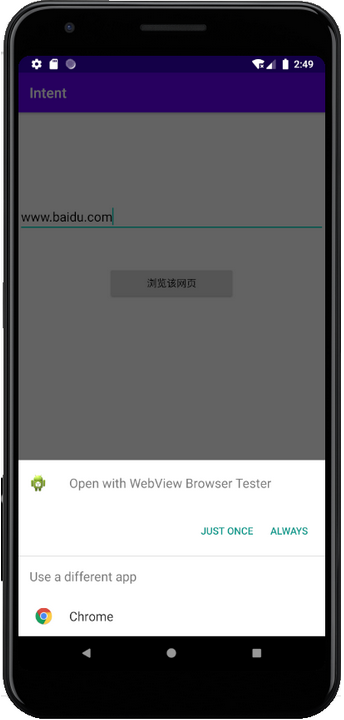 2:49
Intent
www.baidu.com
浏览该网页
Open with WebView Browser Tester
JUST ONCE ALWAYS
Use a different app
Chrome